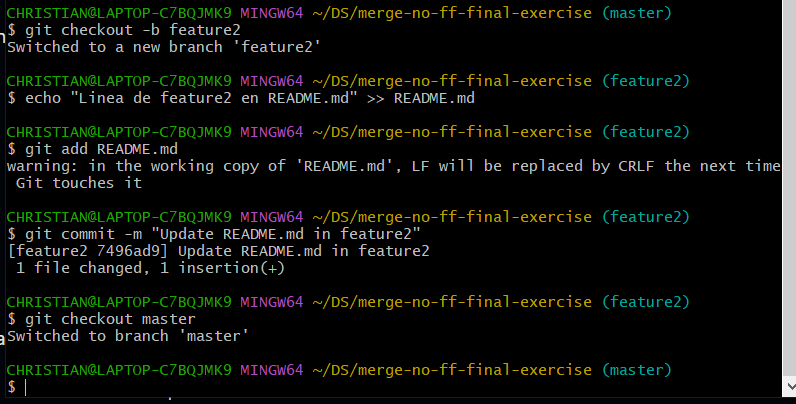 CHRISTIAN@LAPTOP-C7BQJMK9 MINGW64 ~/DS/merge-no-ff-final-exercise (master)
$ git checkout -b feature2
Switched to a new branch 'feature2'
CHRISTIAN@LAPTOP-C7BQJMK9 MINGW64 ~/DS/merge-no-ff-final-exercise (feature2)
$ echo "Linea de feature2 en README.md" >> README.md
CHRISTIAN@LAPTOP-C7BQJMK9 MINGW64 ~/DS/merge-no-ff-final-exercise (feature2)
$ git add README.md
warning: in the working copy of 'README.md', LF will be replaced by CRLF the next time
Git touches it
CHRISTIAN@LAPTOP-C7BQJMK9 MINGW64 ~/DS/merge-no-ff-final-exercise (feature2)
$ git commit -m "Update README.md in feature2"
[feature2 7496ad9] Update README.md in feature2
1 file changed, 1 insertion(+)
CHRISTIAN@LAPTOP-C7BQJMK9 MINGW64 ~/DS/merge-no-ff-final-exercise (feature2)
$ git checkout master
Switched to branch 'master'
CHRISTIAN@LAPTOP-C7BQJMK9 MINGW64 ~/DS/merge-no-ff-final-exercise (master)
$